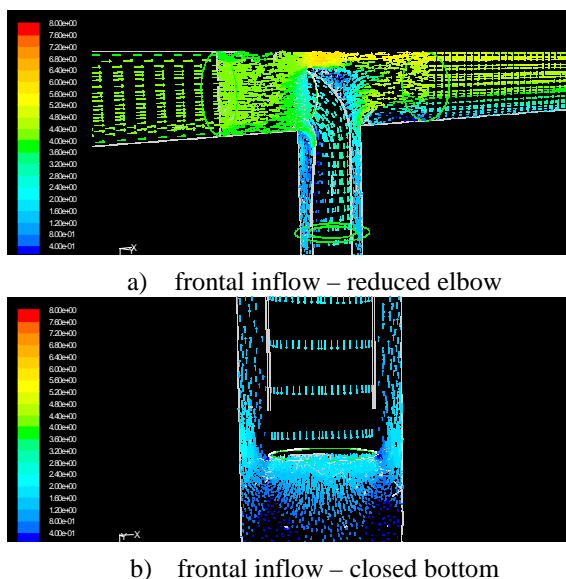 8.00e+00
7.60e+00
7.20e+00
6.80e+00
6.40e+00
6.00e+00
5.60e+00
5.20e+00
4.80e+00
4.40e+00
4.00e+00
3.60e+00
3.20e+00
2.80e+00
2.40e+00
2.00e+00
1.60e+00
1.20e+00
8.00e-01
4.00e-01
X
a) frontal inflow – reduced elbow
8.00e+00
7.60e+00
7.20e+00
6.80e+00
6.40e+00
6.00e+00
5.60e+00
5.20e+00
4.80e+00
4.40e+00
4.00e+00
3.60e+00
3.20e+00
2.80e+00
2.40e+00
2.00e+00
1.60e+00
1.20e+00
8.00e-01
4.00e-01
X
b) frontal inflow – closed bottom